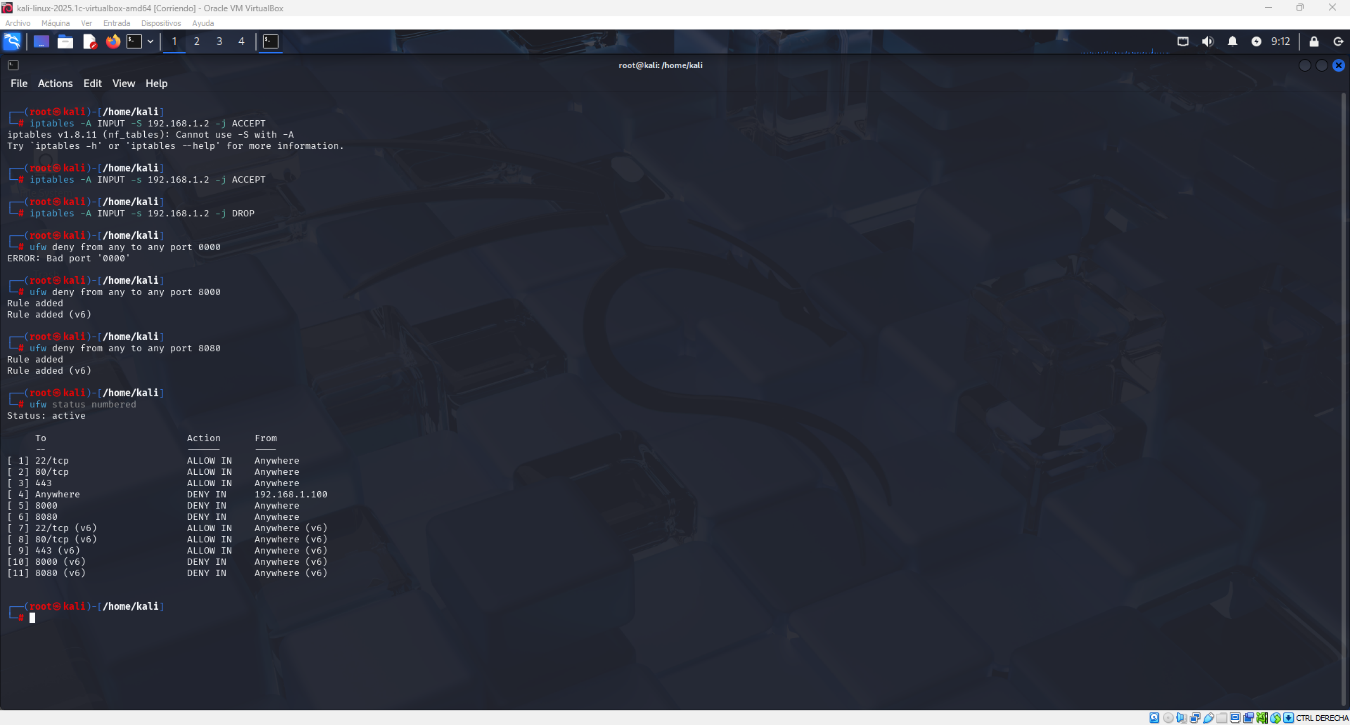 kali-linux-2025.1c-virtualbox-amd64 [Corriendo] - Oracle VM VirtualBox
Archivo Máquina Ver Entrada Dispositivos Ayuda
1 2 3 4 9:12
root@kali: /home/kali
File Actions Edit View Help
┌──(root㉿kali)-[/home/kali]
└─# iptables -A INPUT -S 192.168.1.2 -j ACCEPT
iptables v1.8.11 (nf_tables): Cannot use -S with -A
Try `iptables -h' or 'iptables --help' for more information.
┌──(root㉿kali)-[/home/kali]
└─# iptables -A INPUT -s 192.168.1.2 -j ACCEPT
┌──(root㉿kali)-[/home/kali]
└─# iptables -A INPUT -s 192.168.1.2 -j DROP
┌──(root㉿kali)-[/home/kali]
└─# ufw deny from any to any port 0000
ERROR: Bad port '0000'
┌──(root㉿kali)-[/home/kali]
└─# ufw deny from any to any port 8000
Rule added
Rule added (v6)
┌──(root㉿kali)-[/home/kali]
└─# ufw deny from any to any port 8080
Rule added
Rule added (v6)
┌──(root㉿kali)-[/home/kali]
└─# ufw status numbered
Status: active
To Action From
-- ------ ----
[ 1] 22/tcp ALLOW IN Anywhere
[ 2] 80/tcp ALLOW IN Anywhere
[ 3] 443 ALLOW IN Anywhere
[ 4] Anywhere DENY IN 192.168.1.100
[ 5] 8000 DENY IN Anywhere
[ 6] 8080 DENY IN Anywhere
[ 7] 22/tcp (v6) ALLOW IN Anywhere (v6)
[ 8] 80/tcp (v6) ALLOW IN Anywhere (v6)
[ 9] 443 (v6) ALLOW IN Anywhere (v6)
[10] 8000 (v6) DENY IN Anywhere (v6)
[11] 8080 (v6) DENY IN Anywhere (v6)
┌──(root㉿kali)-[/home/kali]
└─#
CTRL DERECHA